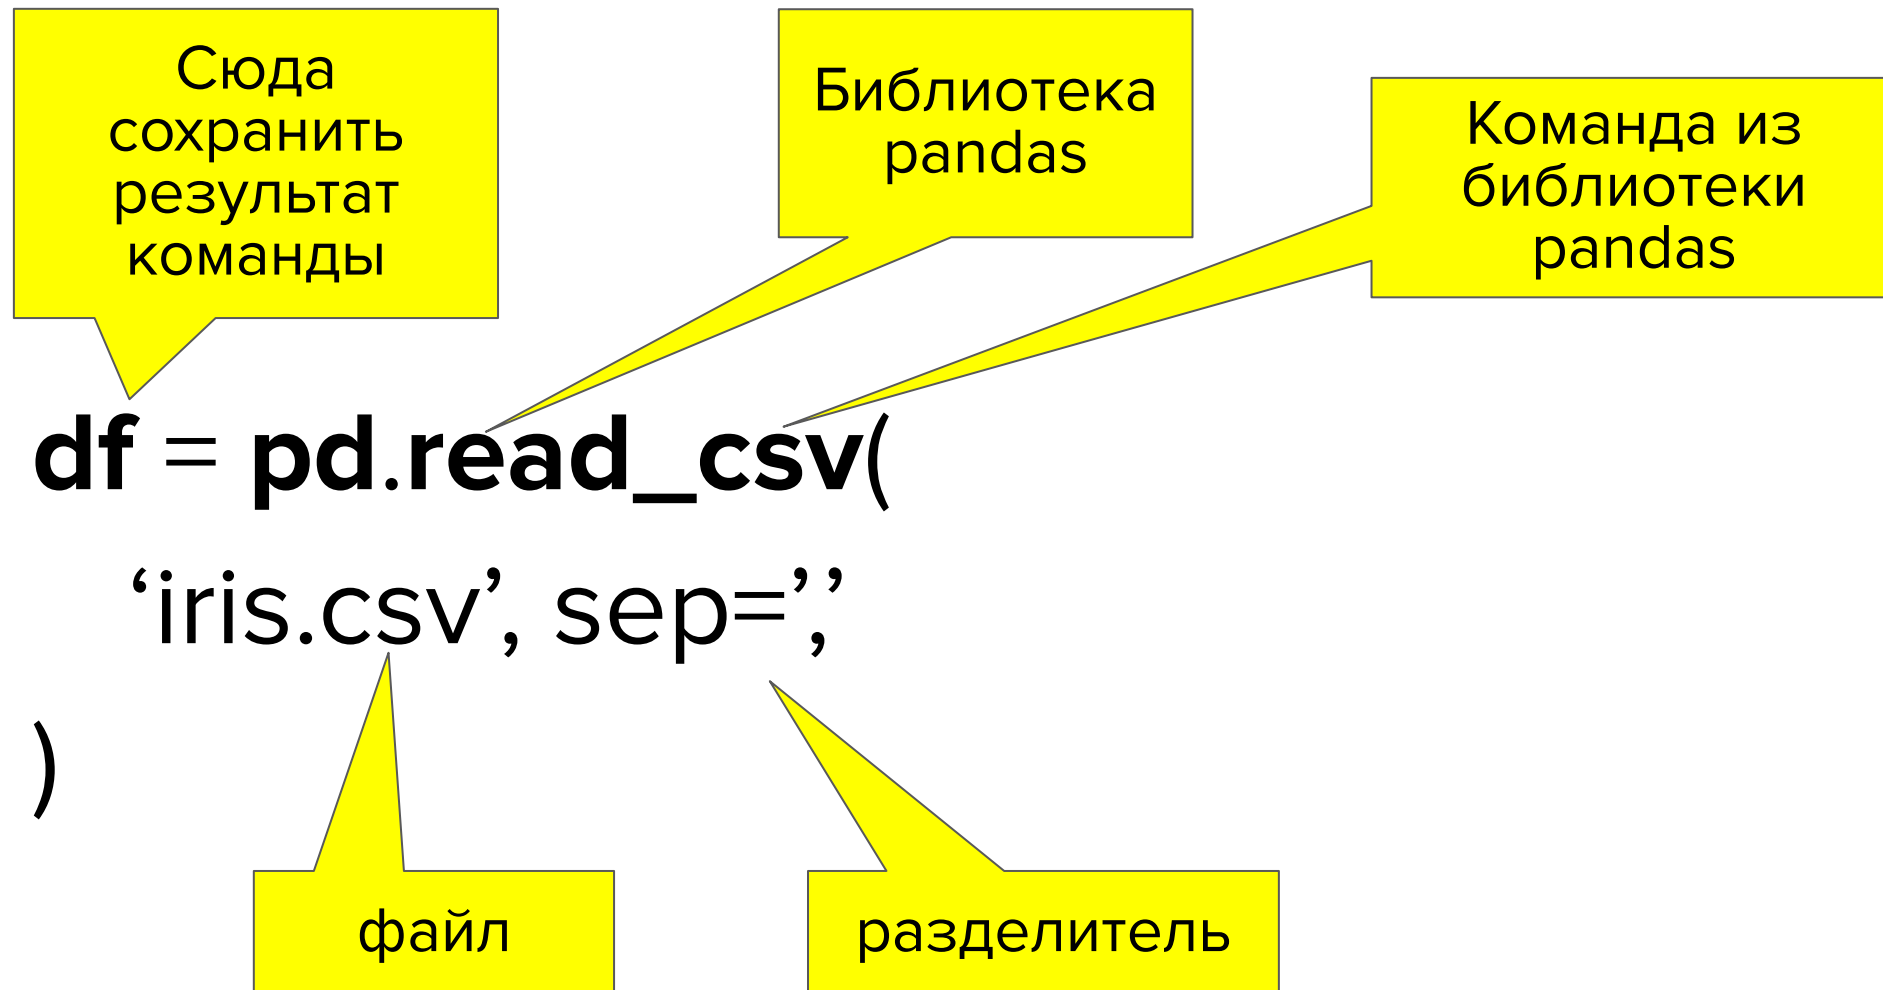 Сюда
сохранить
результат
команды
Библиотека
pandas
Команда из
библиотеки
pandas
df = pd.read_csv(
‘iris.csv’, sep=’,’
)
файл
разделитель